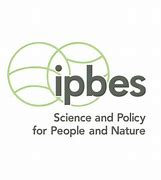 ipbes
Science and Policy
for People and Nature